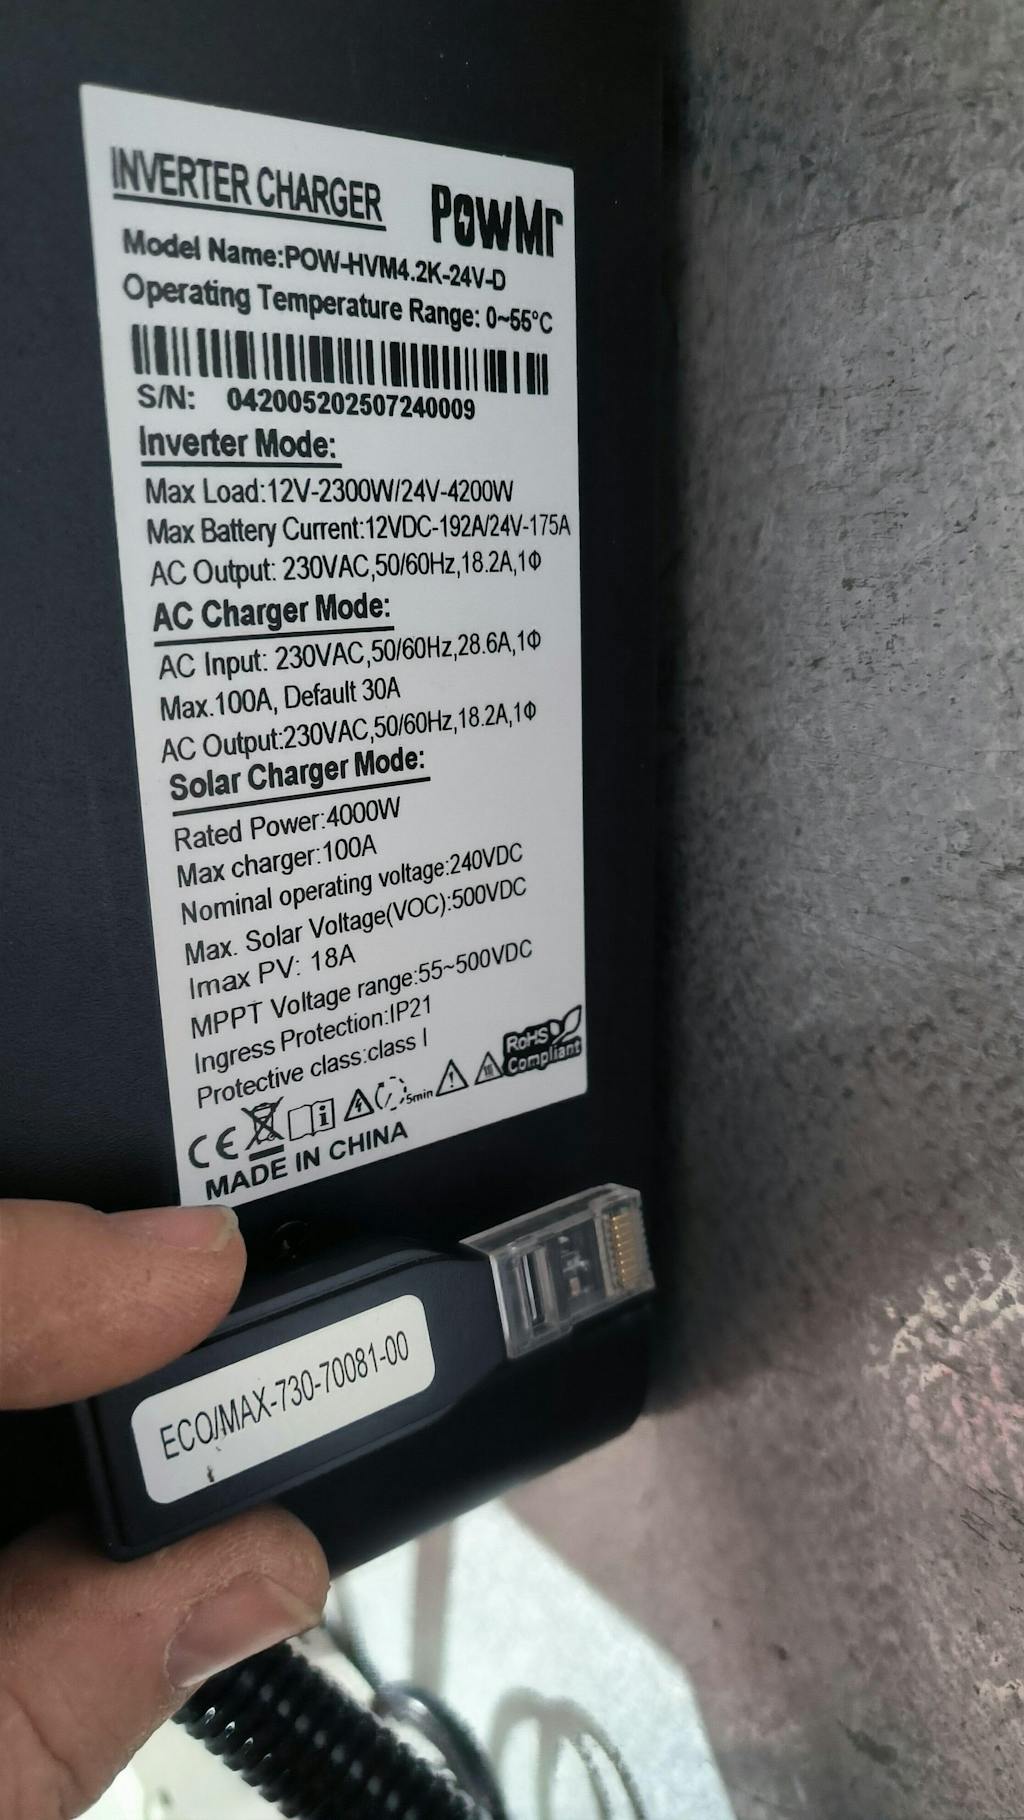 INVERTER CHARGER PowMr
Model Name:POW-HVM4.2K-24V-D
Operating Temperature Range: 0~55°C
S/N: 042005202507240009
Inverter Mode:
Max Load:12V-2300W/24V-4200W
Max Battery Current:12VDC-192A/24V-175A
AC Output: 230VAC,50/60Hz,18.2A,1Φ
AC Charger Mode:
AC Input: 230VAC,50/60Hz,28.6A,1Φ
Max.100A, Default 30A
AC Output:230VAC,50/60Hz,18.2A,1Φ
Solar Charger Mode:
Rated Power:4000W
Max charger:100A
Nominal operating voltage:240VDC
Max. Solar Voltage(VOC):500VDC
Imax PV: 18A
MPPT Voltage range:55~500VDC
Ingress Protection:IP21
Protective class:class I
CE 5min RoHS Compliant
MADE IN CHINA
ECO/MAX-730-70081-00